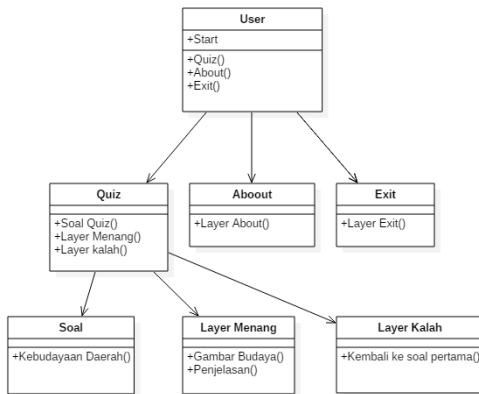 User
+Start
+Quiz()
+About()
+Exit()
Quiz
+Soal Quiz()
+Layer Menang()
+Layer kalah()
Aboout
+Layer About()
Exit
+Layer Exit()
Soal
+Kebudayaan Daerah()
Layer Menang
+Gambar Budaya()
+Penjelasan()
Layer Kalah
+Kembali ke soal pertama()